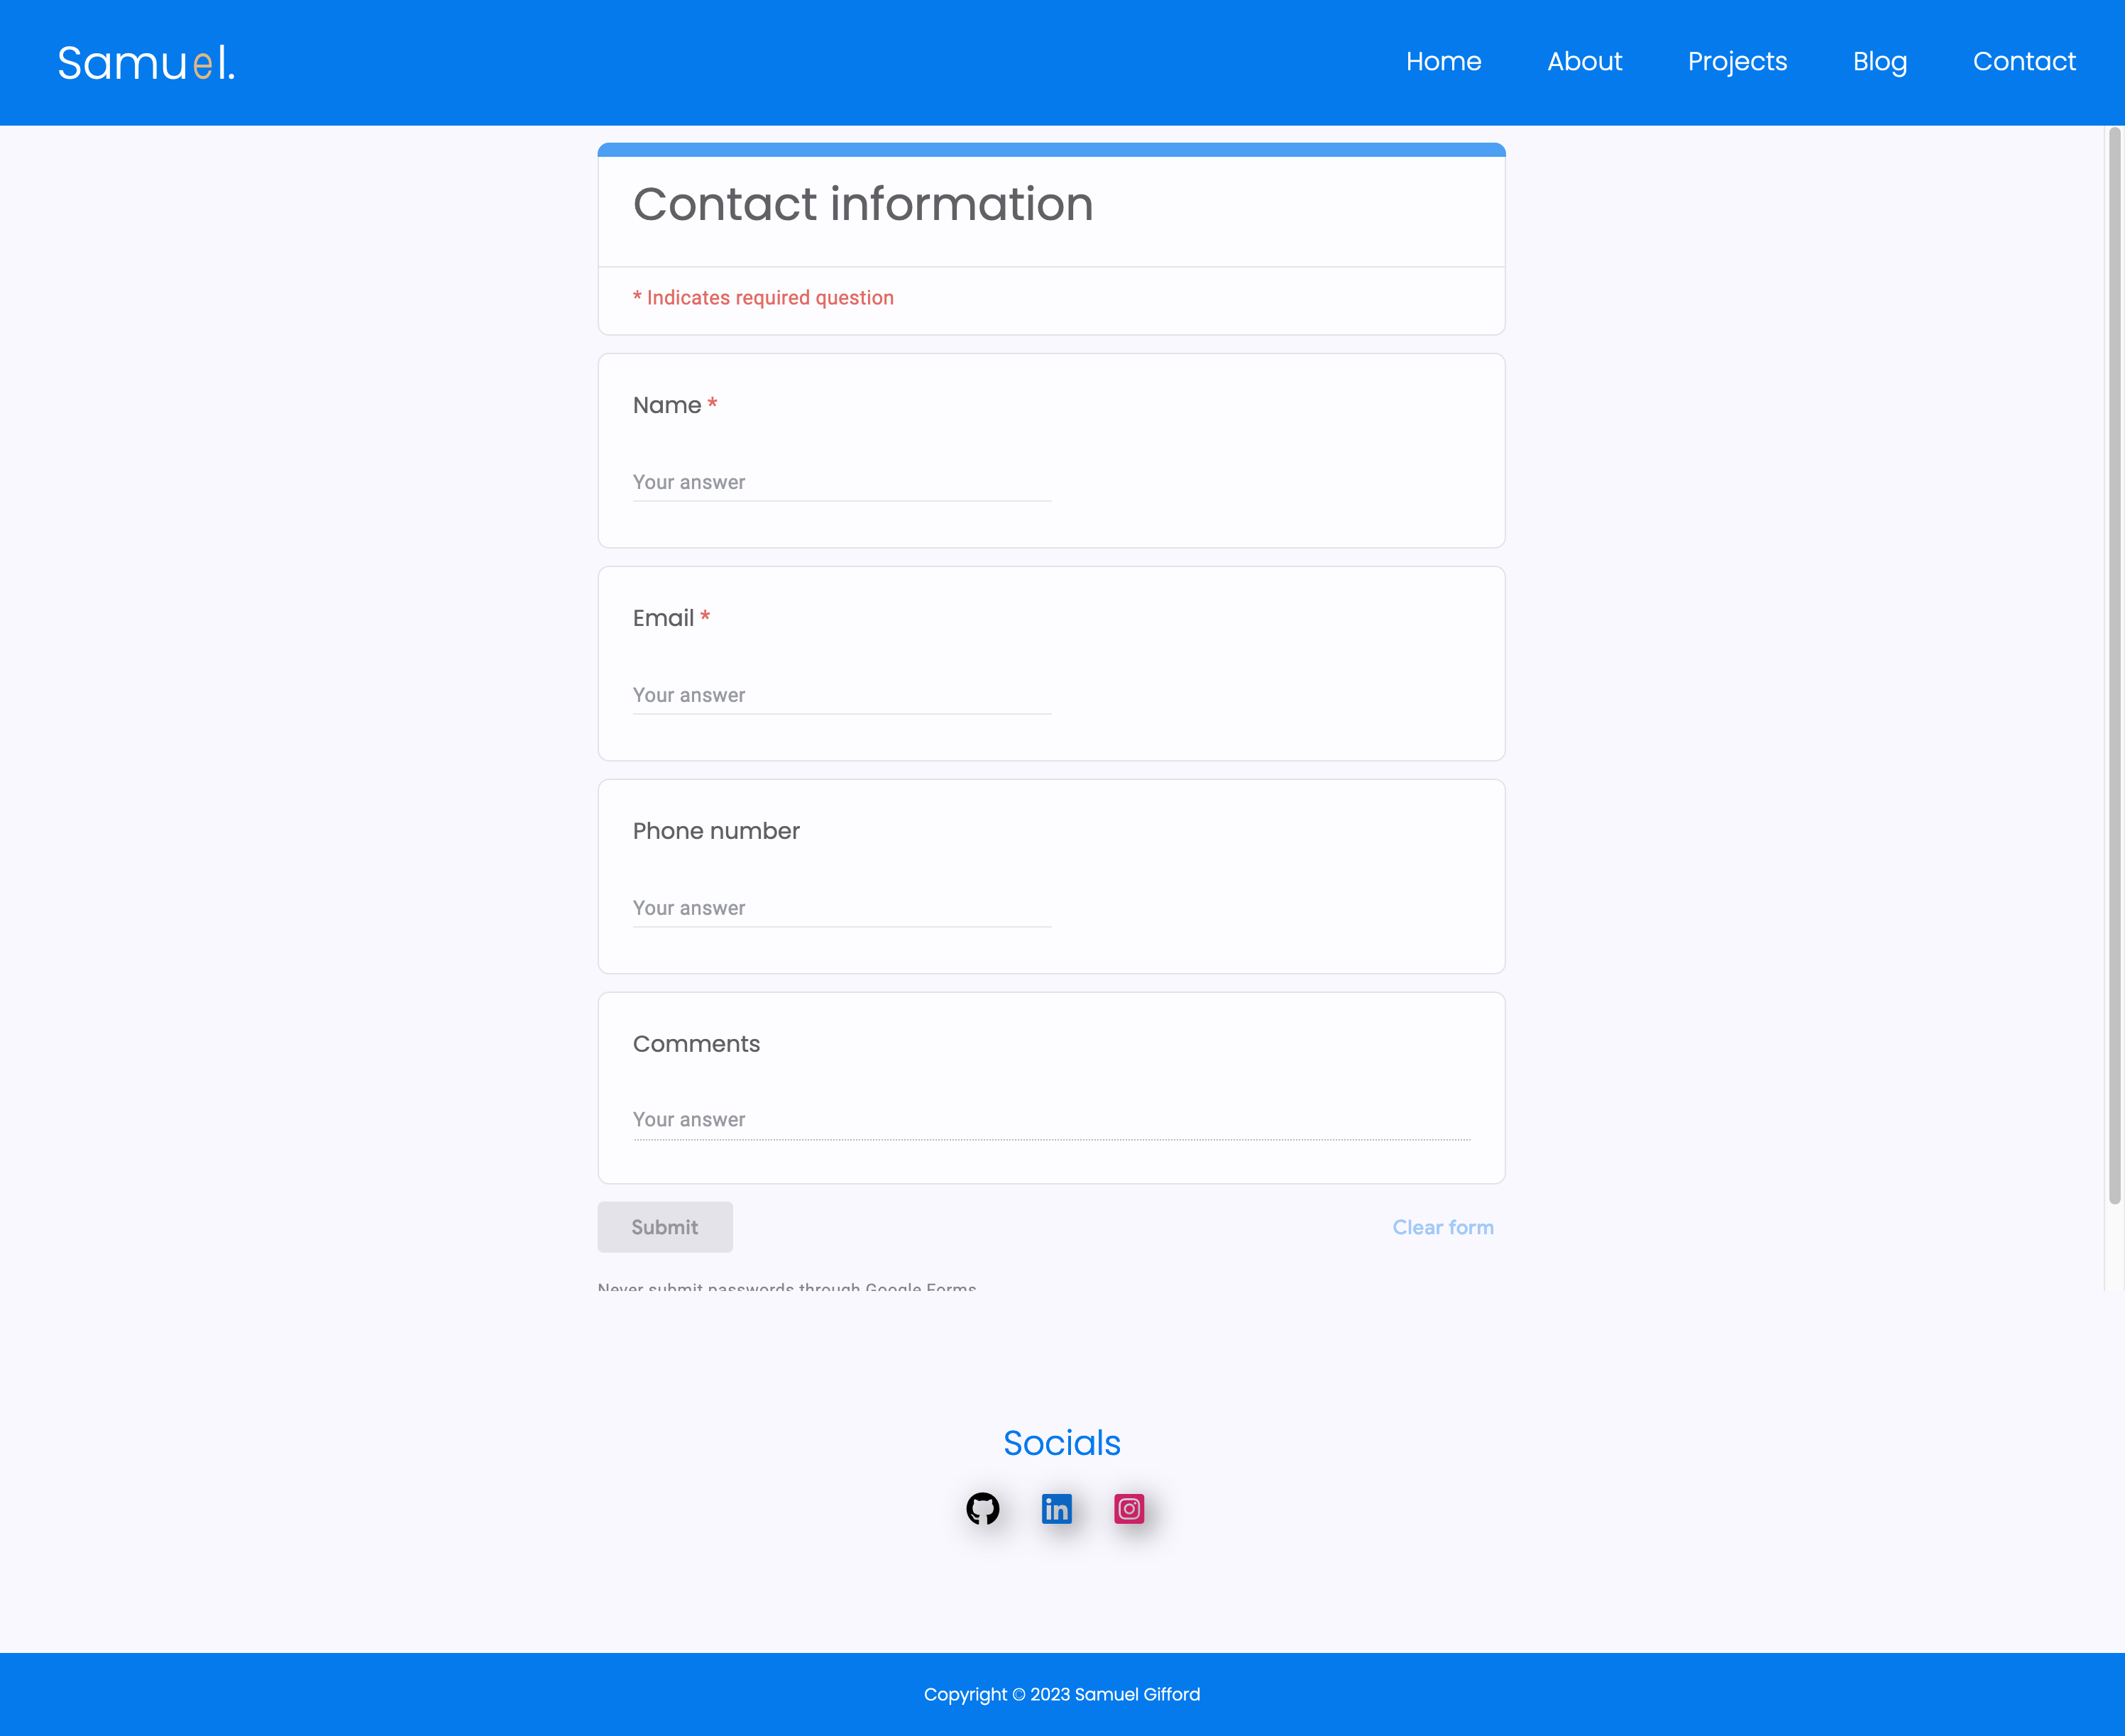 Samuel.
Home About Projects Blog Contact
Contact information
* Indicates required question
Name *
Your answer
Email *
Your answer
Phone number
Your answer
Comments
Your answer
Submit Clear form
Never submit passwords through Google Forms.
Socials
in
Copyright © 2023 Samuel Gifford